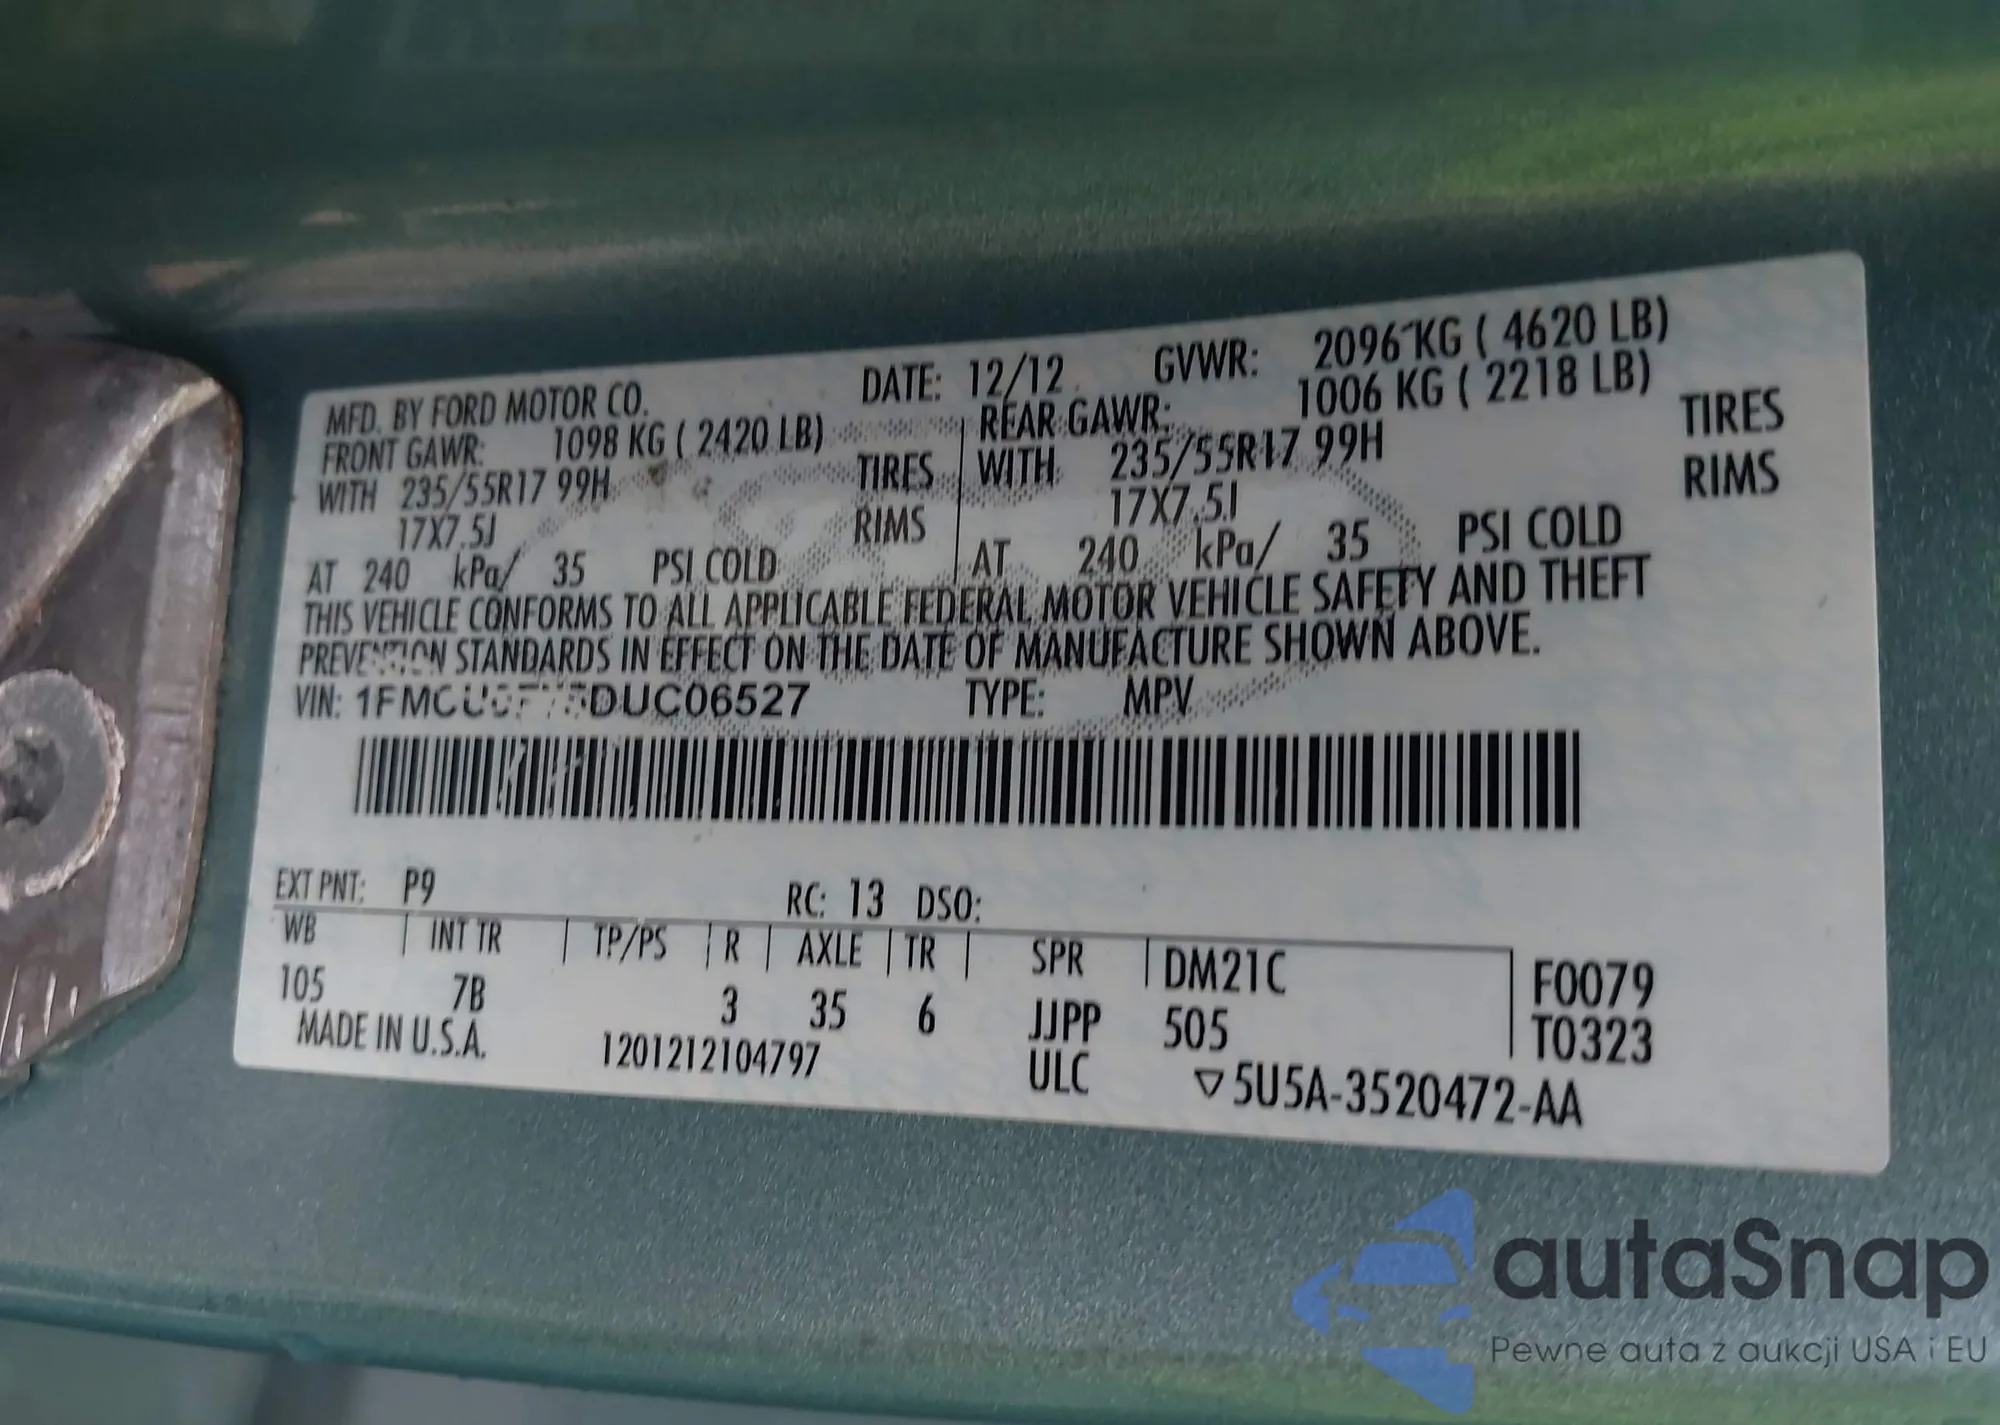 MFD. BY FORD MOTOR CO. DATE: 12/12 GVWR: 2096 KG ( 4620 LB)
FRONT GAWR: 1098 KG ( 2420 LB) REAR GAWR: 1006 KG ( 2218 LB)
WITH 235/55R17 99H TIRES WITH 235/55R17 99H TIRES
17X7.5J RIMS 17X7.5J RIMS
AT 240 kPa/ 35 PSI COLD AT 240 kPa/ 35 PSI COLD
THIS VEHICLE CONFORMS TO ALL APPLICABLE FEDERAL MOTOR VEHICLE SAFETY AND THEFT
PREVENTION STANDARDS IN EFFECT ON THE DATE OF MANUFACTURE SHOWN ABOVE.
VIN: TYPE: MPV
EXT PNT: P9 RC: 13 DSO:
WB | INT TR | TP/PS | R | AXLE | TR | SPR | DM21C F0079
105 7B 3 35 6 JJPP 505 T0323
MADE IN U.S.A. 1201212104797 ULC ▽5U5A-3520472-AA
autaSnap
Pewne auta z aukcji USA i EU